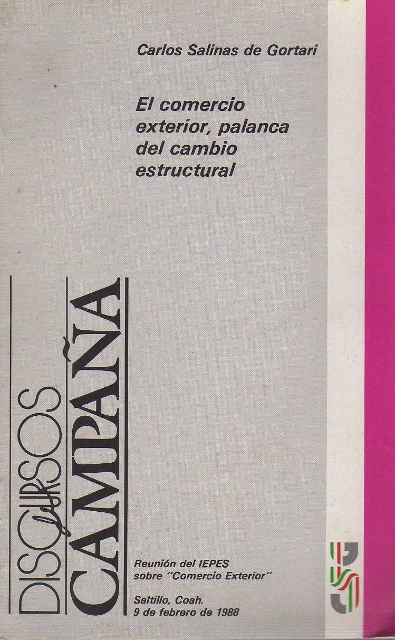 Carlos Salinas de Gortari
El comercio
exterior, palanca
del cambio
estructural
DISCURSOS de
CAMPAÑA
Reunión del IEPES
sobre "Comercio Exterior"
Saltillo, Coah.
9 de febrero de 1988